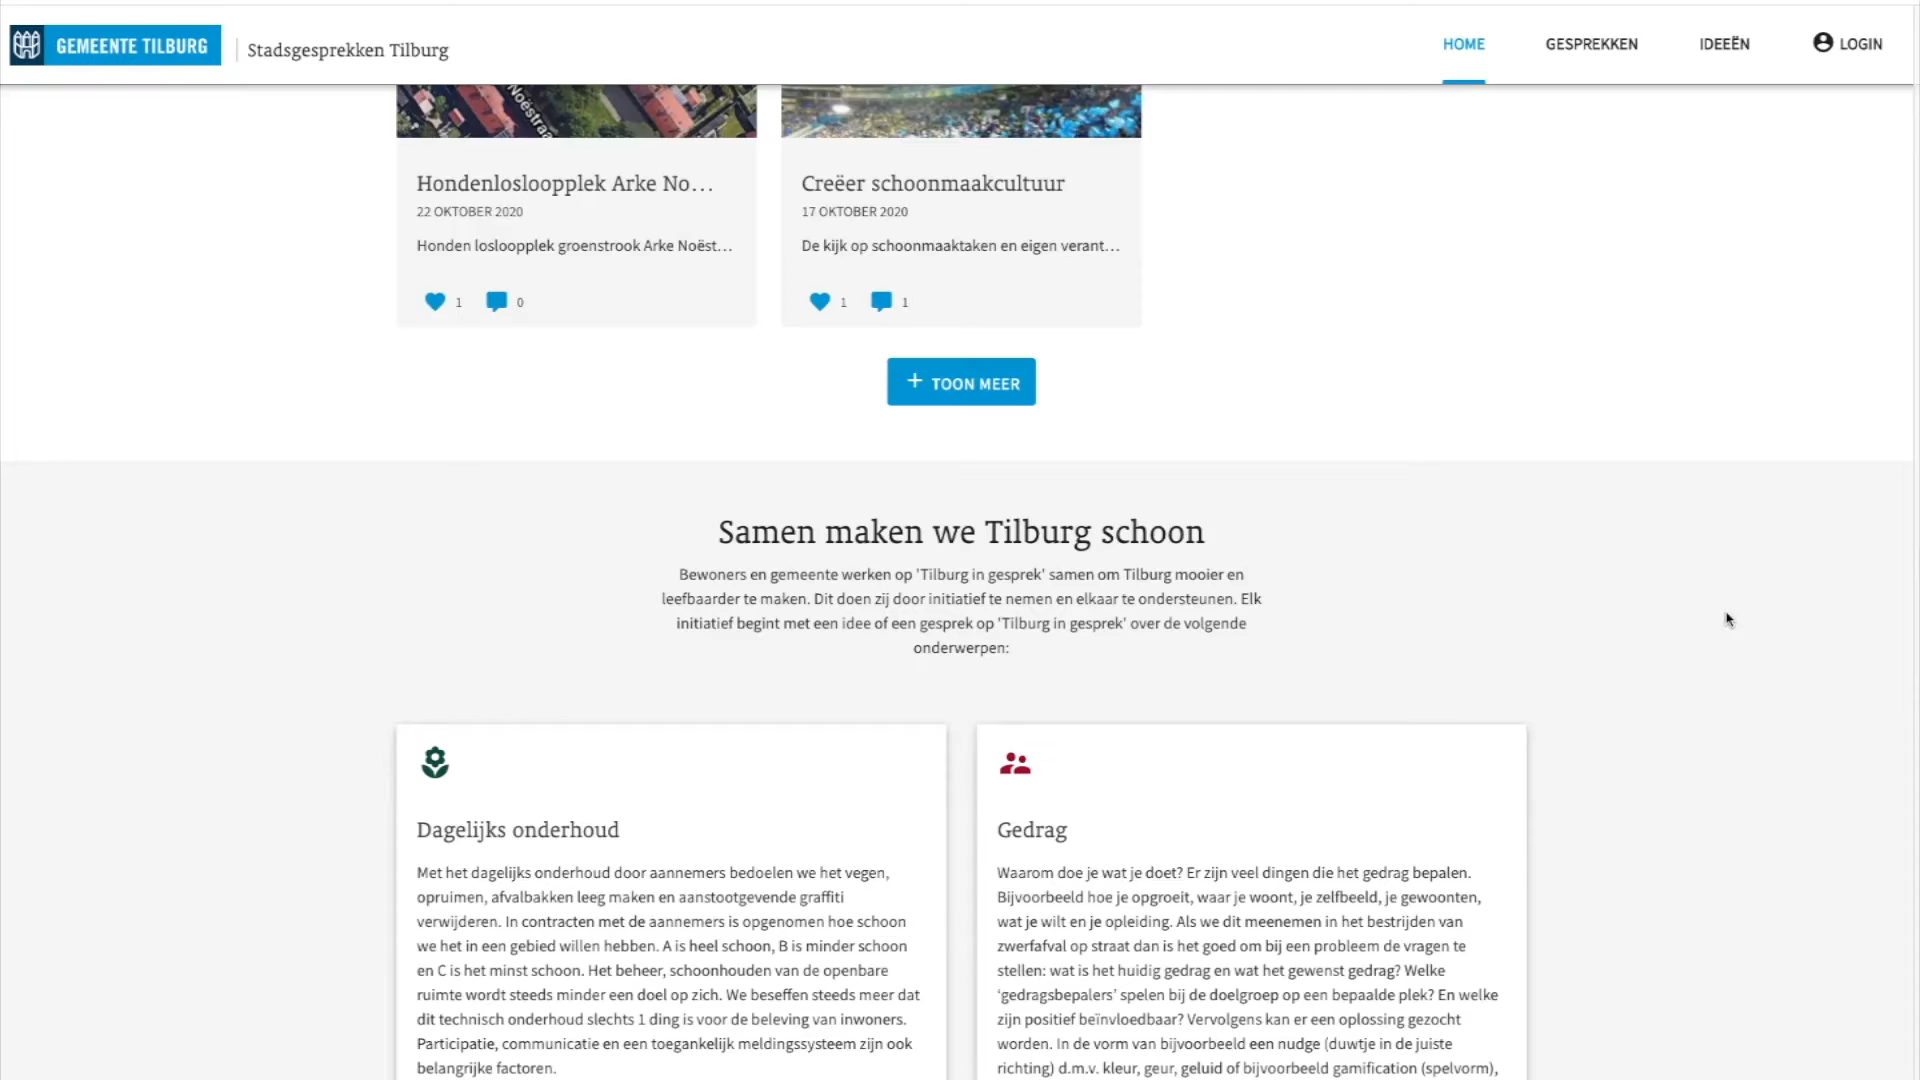 GEMEENTE TILBURG
Stadsgesprekken Tilburg
HOME
GESPREKKEN
IDEEËN
LOGIN
Hondenlosloopplek Arke No...
22 OKTOBER 2020
Honden losloopplek groenstrook Arke Noëst...
1
0
Creëer schoonmaakcultuur
17 OKTOBER 2020
De kijk op schoonmaaktaken en eigen verant...
1
1
+ TOON MEER
Samen maken we Tilburg schoon
Bewoners en gemeente werken op 'Tilburg in gesprek' samen om Tilburg mooier en
leefbaarder te maken. Dit doen zij door initiatief te nemen en elkaar te ondersteunen. Elk
initiatief begint met een idee of een gesprek op 'Tilburg in gesprek' over de volgende
onderwerpen:
Dagelijks onderhoud
Met het dagelijks onderhoud door aannemers bedoelen we het vegen,
opruimen, afvalbakken leeg maken en aanstootgevende graffiti
verwijderen. In contracten met de aannemers is opgenomen hoe schoon
we het in een gebied willen hebben. A is heel schoon, B is minder schoon
en C is het minst schoon. Het beheer, schoonhouden van de openbare
ruimte wordt steeds minder een doel op zich. We beseffen steeds meer dat
dit technisch onderhoud slechts 1 ding is voor de beleving van inwoners.
Participatie, communicatie en een toegankelijk meldingssysteem zijn ook
belangrijke factoren.
Gedrag
Waarom doe je wat je doet? Er zijn veel dingen die het gedrag bepalen.
Bijvoorbeeld hoe je opgroeit, waar je woont, je zelfbeeld, je gewoonten,
wat je wilt en je opleiding. Als we dit meenemen in het bestrijden van
zwerfafval op straat dan is het goed om bij een probleem de vragen te
stellen: wat is het huidig gedrag en wat het gewenst gedrag? Welke
‘gedragsbepalers’ spelen bij de doelgroep op een bepaalde plek? En welke
zijn positief beïnvloedbaar? Vervolgens kan er een oplossing gezocht
worden. In de vorm van bijvoorbeeld een nudge (duwtje in de juiste
richting) d.m.v. kleur, geur, geluid of bijvoorbeeld gamification (spelvorm),